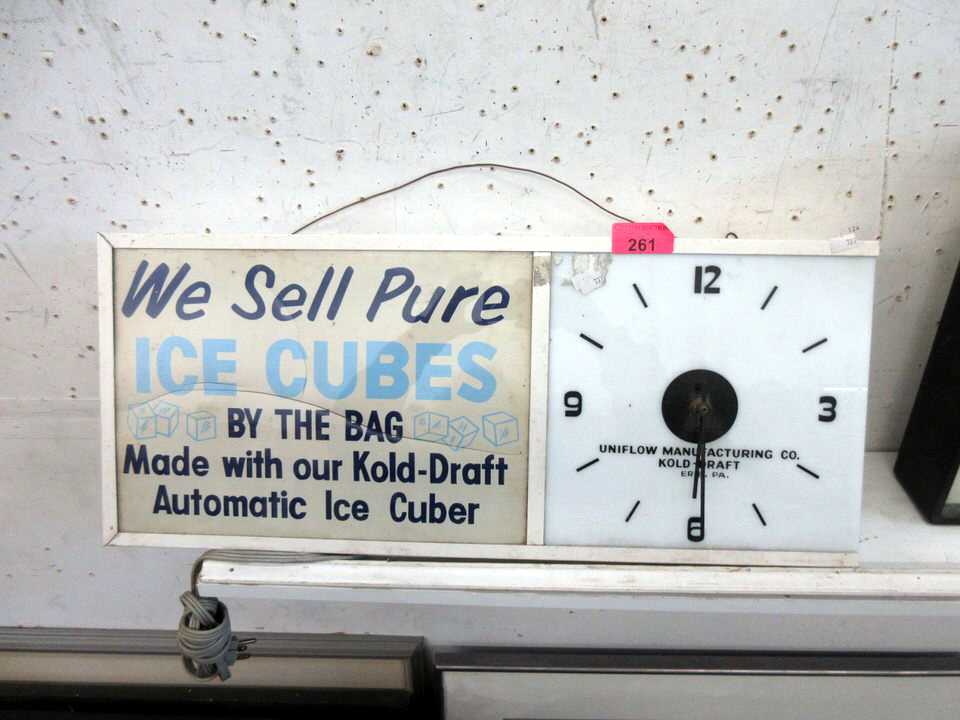 We Sell Pure
ICE CUBES
BY THE BAG
Made with our Kold-Draft
Automatic Ice Cuber
261
12
3
6
9
UNIFLOW MANUFACTURING CO.
KOLD-DRAFT
PA.